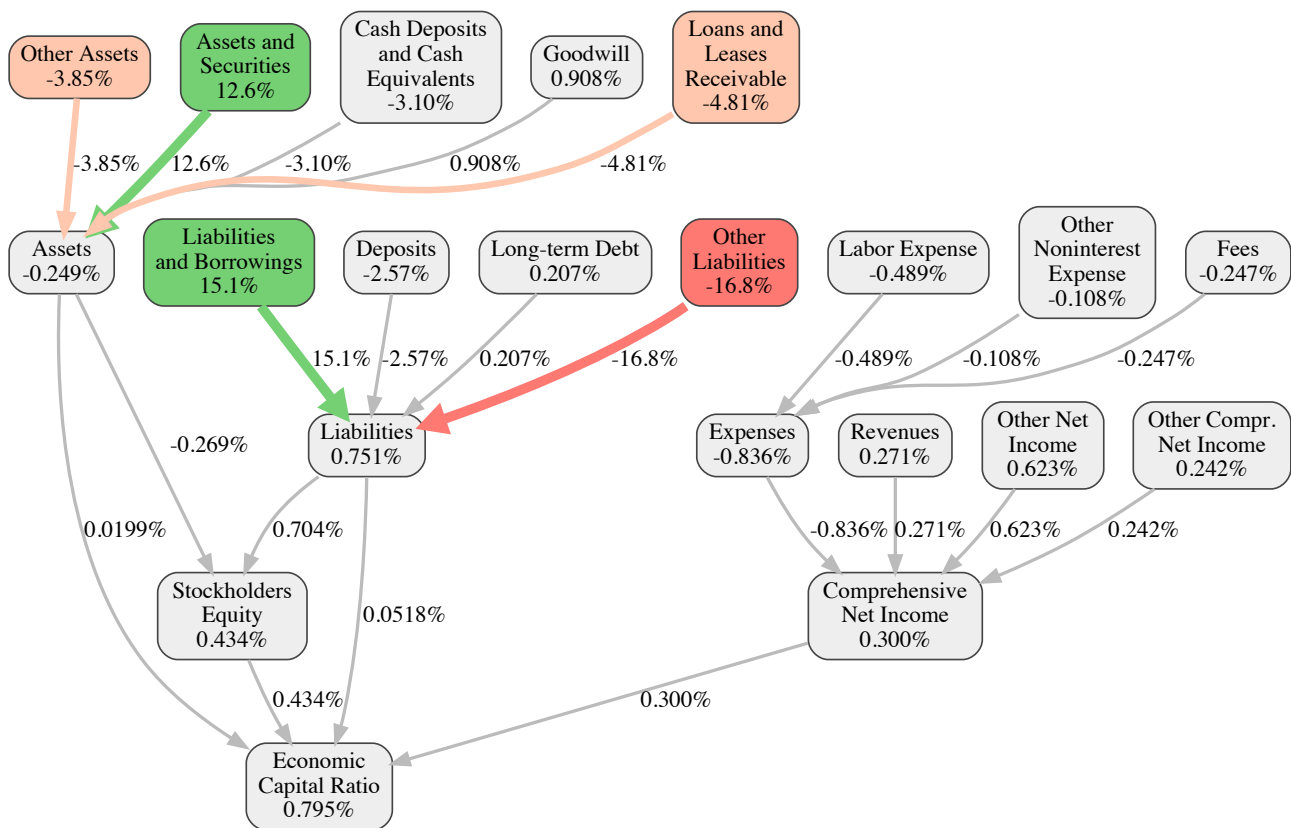 Other Assets
-3.85%
Assets and
Securities
12.6%
Cash Deposits
and Cash
Equivalents
-3.10%
Goodwill
0.908%
Loans and
Leases
Receivable
-4.81%
-3.85%
12.6%
-3.10%
0.908%
-4.81%
Assets
-0.249%
Liabilities
and Borrowings
15.1%
Deposits
-2.57%
Long-term Debt
0.207%
Other
Liabilities
-16.8%
Labor Expense
-0.489%
Other
Noninterest
Expense
-0.108%
Fees
-0.247%
15.1%
-2.57%
0.207%
-16.8%
-0.489%
-0.108%
-0.247%
Liabilities
0.751%
Expenses
-0.836%
Revenues
0.271%
Other Net
Income
0.623%
Other Compr.
Net Income
0.242%
-0.269%
0.0199%
0.704%
-0.836%
0.271%
0.623%
0.242%
Stockholders
Equity
0.434%
0.0518%
Comprehensive
Net Income
0.300%
0.434%
0.300%
Economic
Capital Ratio
0.795%